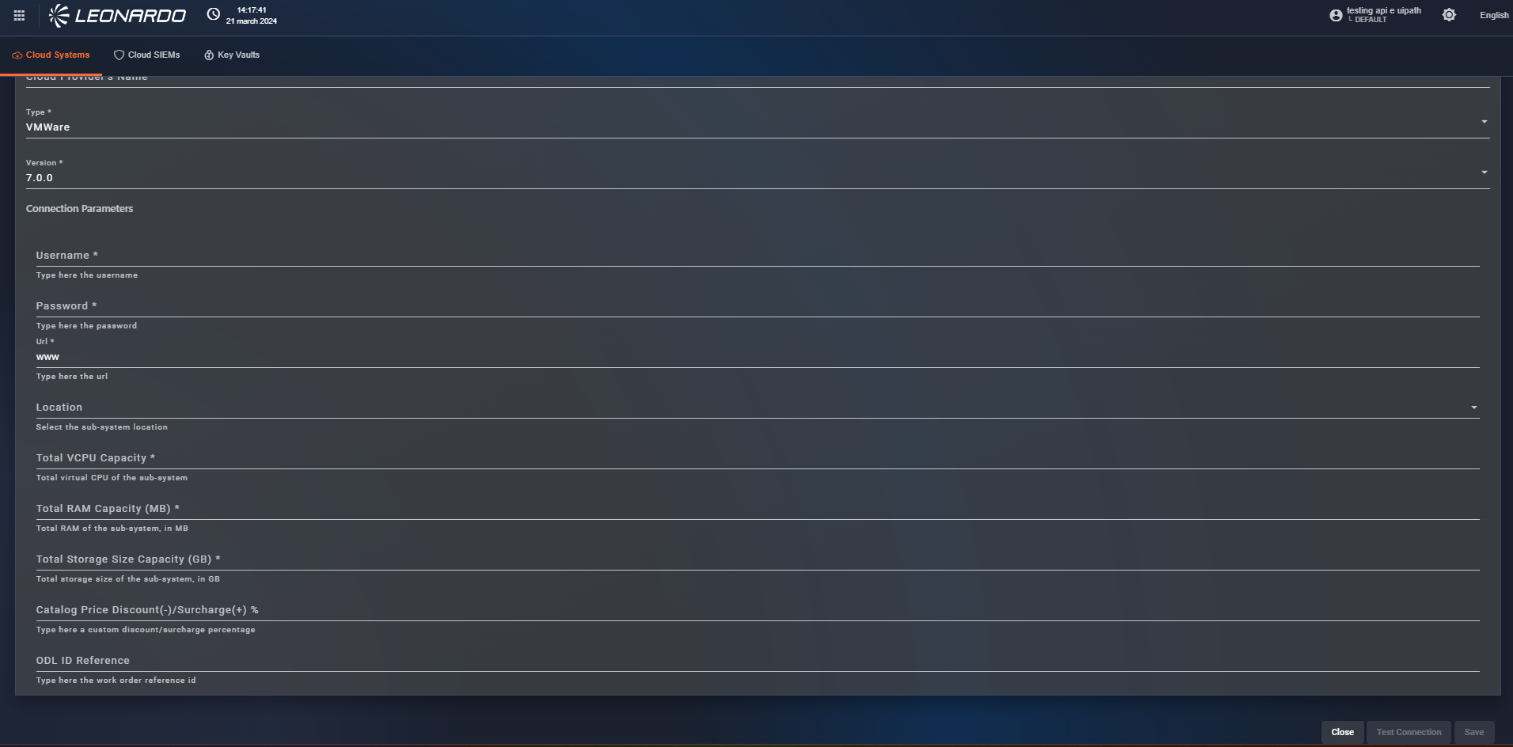 LEONARDO
14:17:41
21 march 2024
testing api e uipath
└ DEFAULT
English
Cloud Systems
Cloud SIEMs
Key Vaults
Cloud Provider's Name
Type *
VMWare
Version *
7.0.0
Connection Parameters
Username *
Type here the username
Password *
Type here the password
Url *
www
Type here the url
Location
Select the sub-system location
Total VCPU Capacity *
Total virtual CPU of the sub-system
Total RAM Capacity (MB) *
Total RAM of the sub-system, in MB
Total Storage Size Capacity (GB) *
Total storage size of the sub-system, in GB
Catalog Price Discount(-)/Surcharge(+) %
Type here a custom discount/surcharge percentage
ODL ID Reference
Type here the work order reference id
Close
Test Connection
Save